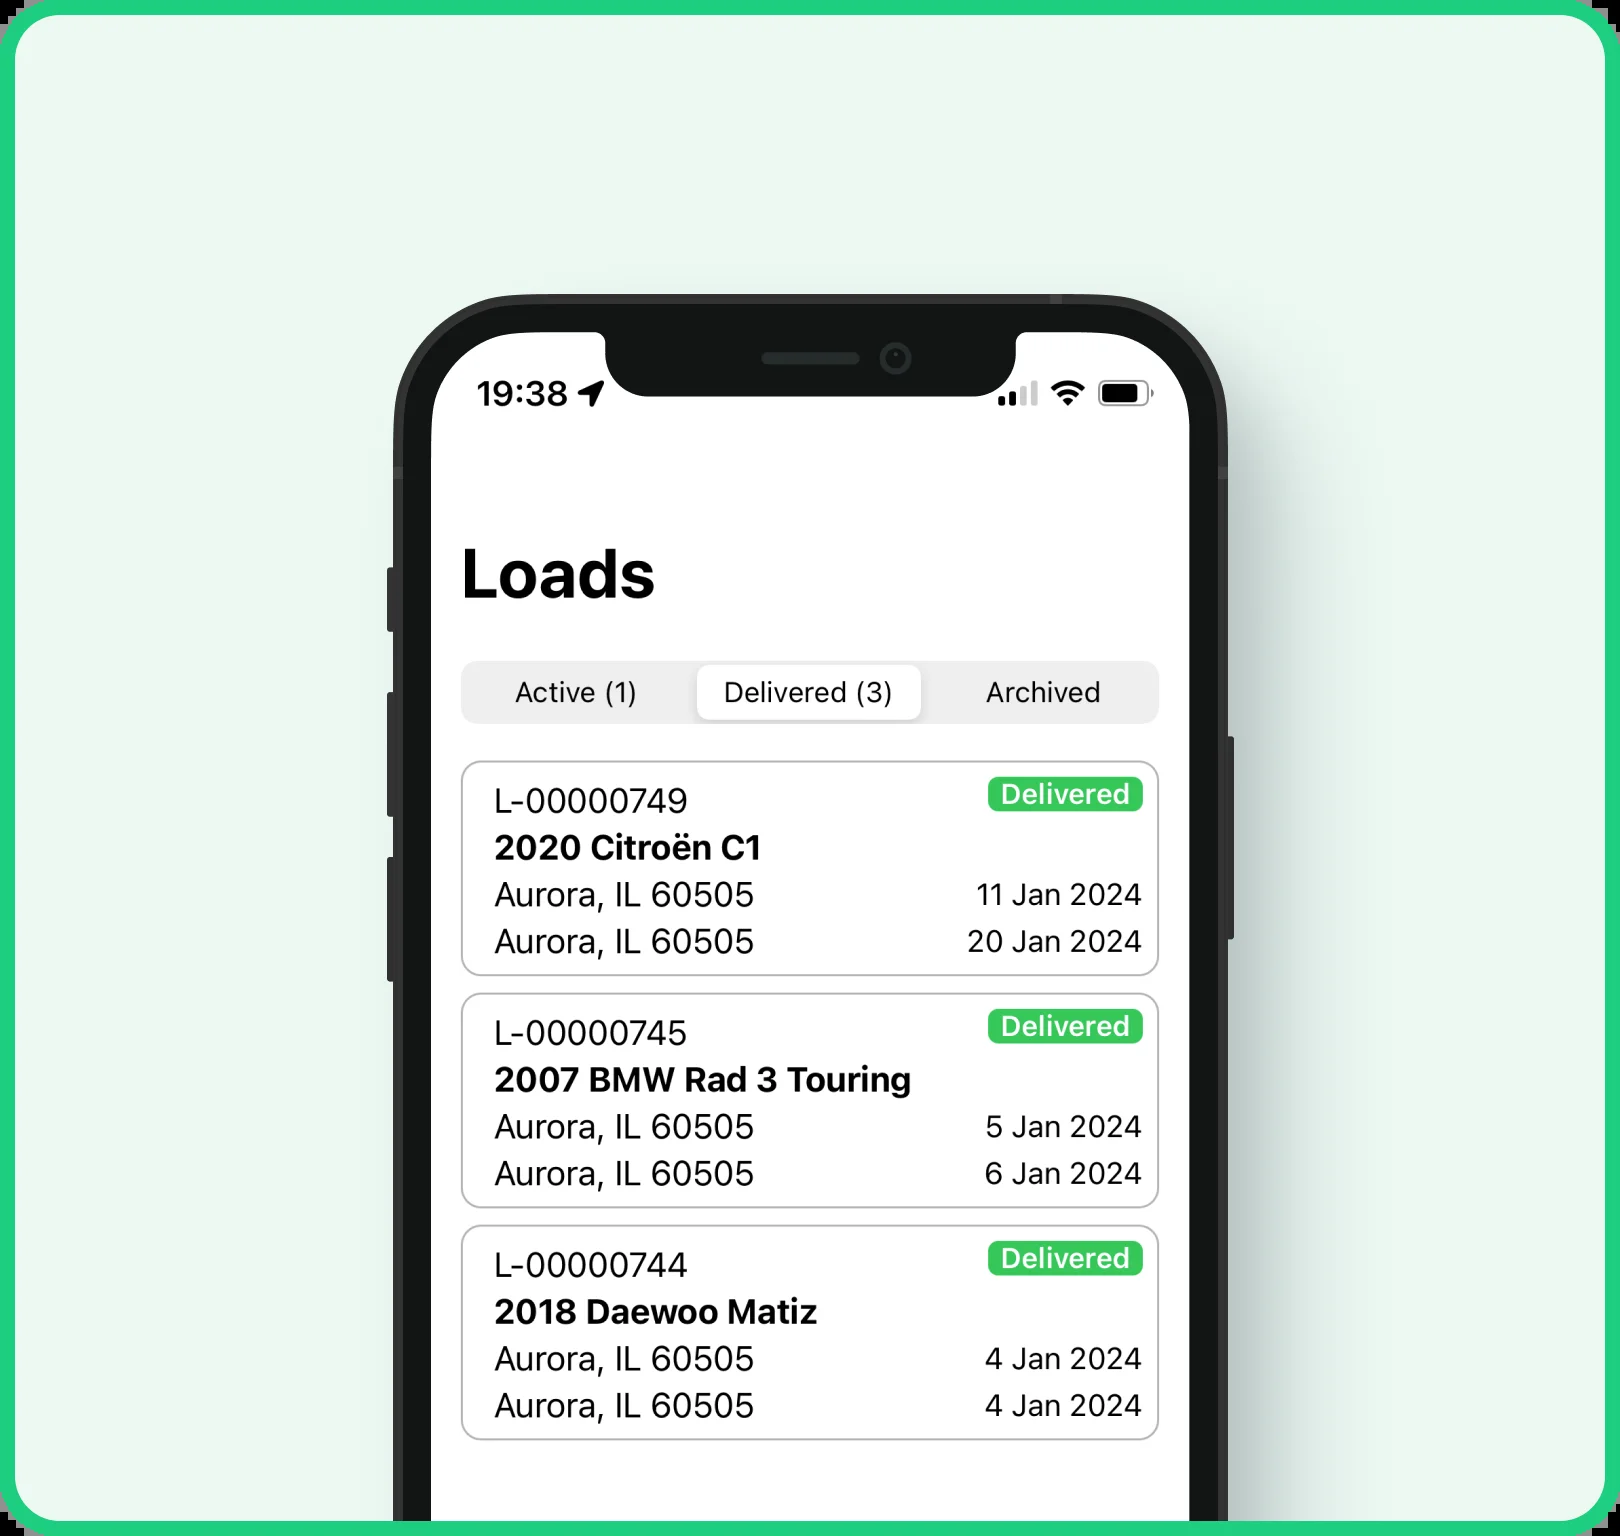 19:38
Loads
Active (1) Delivered (3) Archived
L-00000749 Delivered
2020 Citroën C1
Aurora, IL 60505 11 Jan 2024
Aurora, IL 60505 20 Jan 2024
L-00000745 Delivered
2007 BMW Rad 3 Touring
Aurora, IL 60505 5 Jan 2024
Aurora, IL 60505 6 Jan 2024
L-00000744 Delivered
2018 Daewoo Matiz
Aurora, IL 60505 4 Jan 2024
Aurora, IL 60505 4 Jan 2024